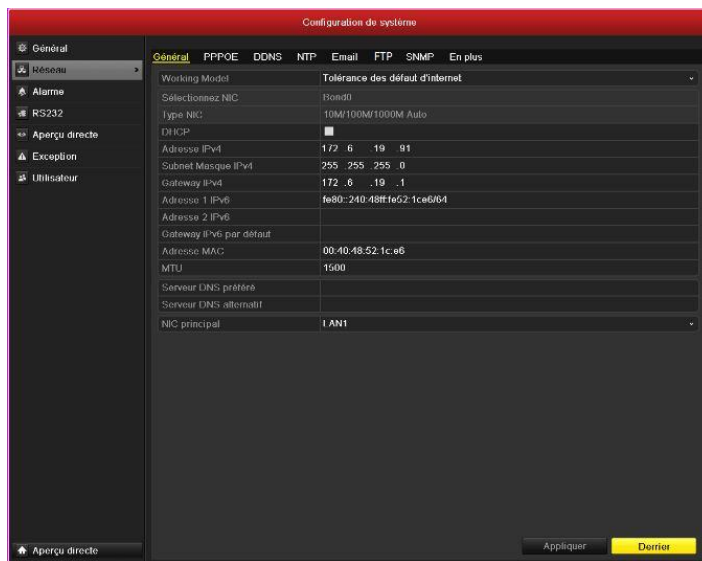 Configuration de système
Général
Réseau
Alarme
RS232
Aperçu directe
Exception
Utilisateur
Général PPPOE DDNS NTP Email FTP SNMP En plus
Working Model Tolérance des défaut d'internet
Sélectionnez NIC Bond0
Type NIC 10M/100M/1000M Auto
DHCP
Adresse IPv4 172 .6 .19 .91
Subnet Masque IPv4 255 .255 .255 .0
Gateway IPv4 172 .6 .19 .1
Adresse 1 IPv6 fe80::240:48ff:fe52:1ce6/64
Adresse 2 IPv6
Gateway IPv6 par défaut
Adresse MAC 00:40:48:52:1c:e6
MTU 1500
Serveur DNS préféré
Serveur DNS alternatif
NIC principal LAN1
Appliquer Derrier
Aperçu directe